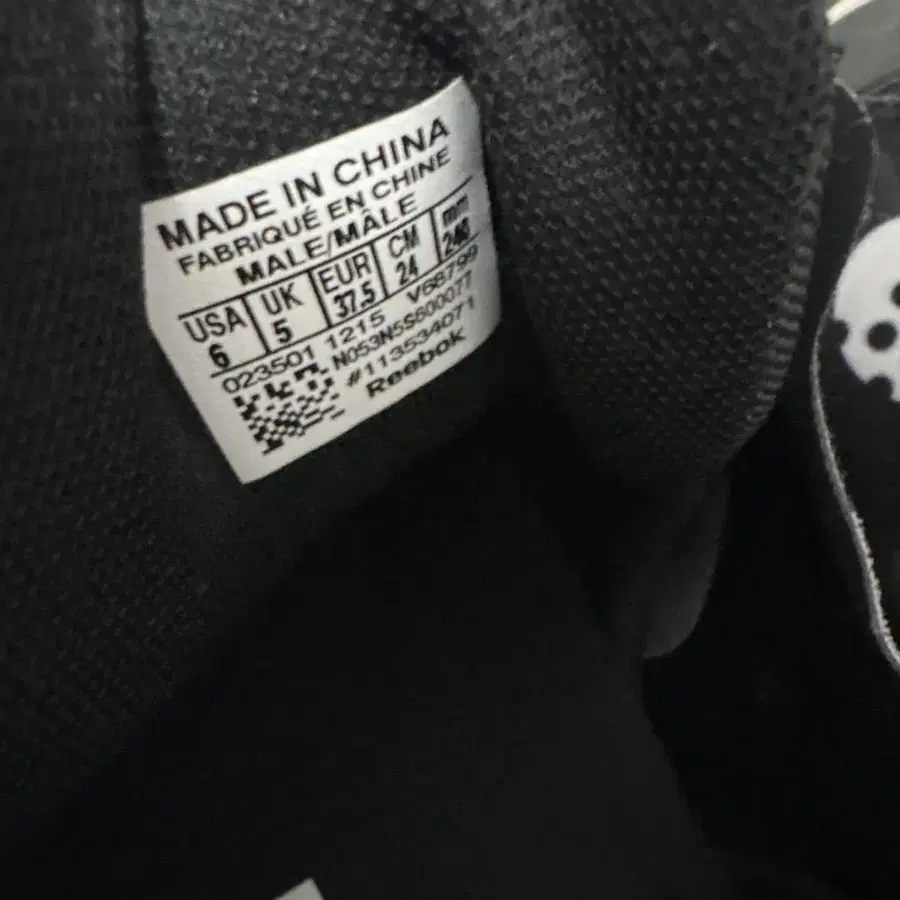 MADE IN CHINA
FABRIQUÉ EN CHINE
MALE/MÂLE
USA UK EUR CM mm
6 5 37.5 24 240
023501 1215 V68799
N053N5S600077
#113534071
Reebok